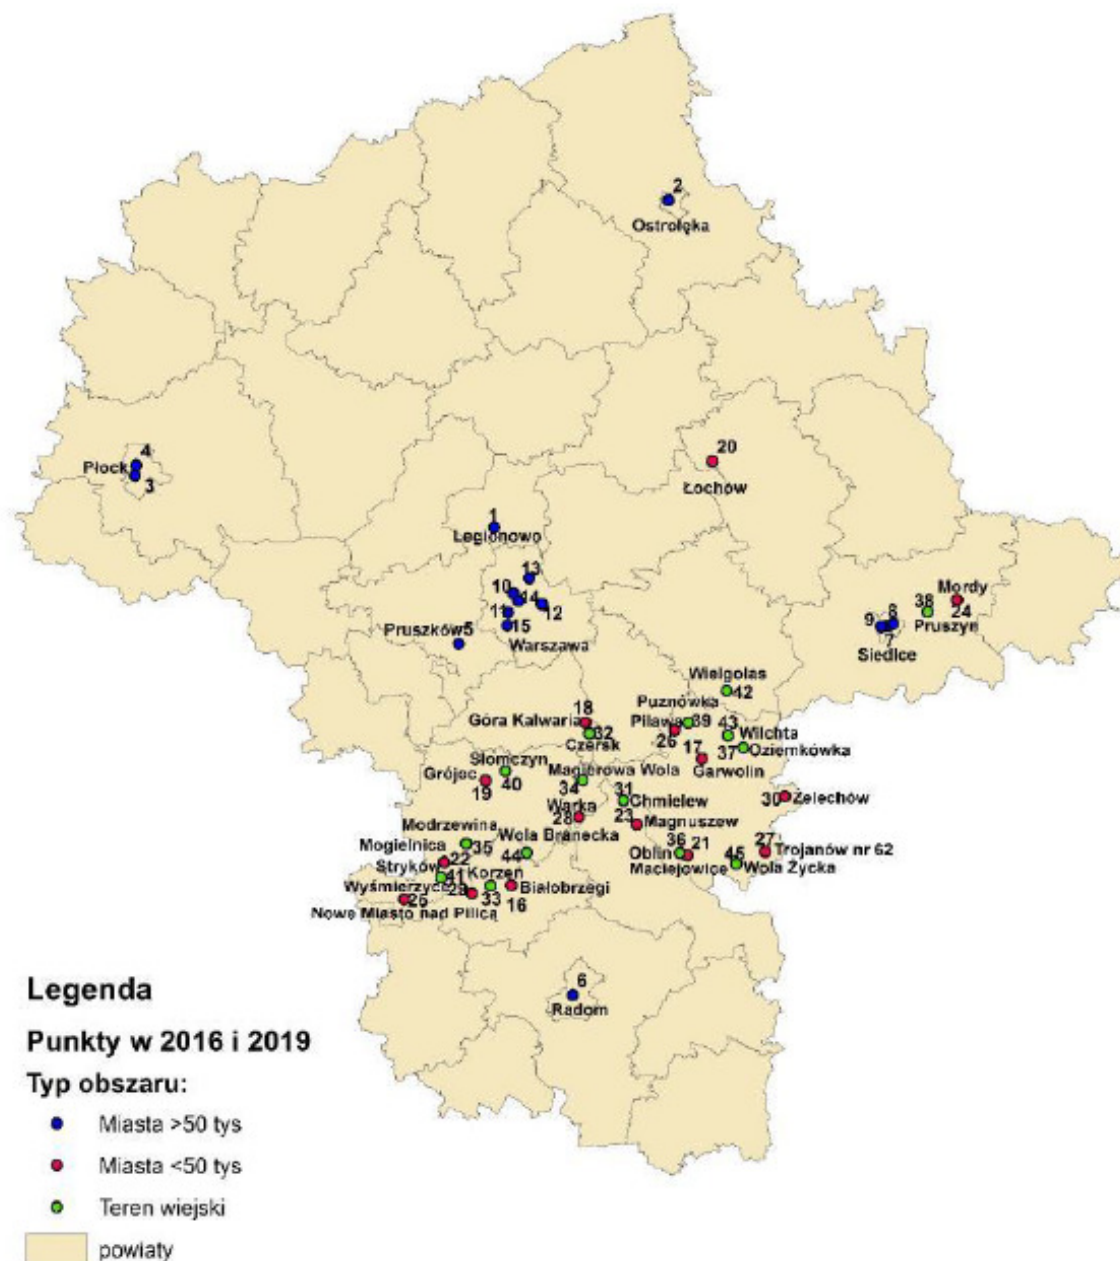 2
Ostrołęka
20
Łochów
4
Płock
3
1
Legionowo
13
10
14
12
11
15
Pruszków5
Warszawa
Mordy
38
24
Pruszyn
8
9
7
Siedlce
Wielgolas
42
Puznówka
18
Góra Kalwaria
32
Czersk
Pilawa
39
26
43
Wilchta
17
37
Oziemkówka
Garwolin
Słomczyn
40
Grójec
19
Magierowa Wola
34
31
Chmielew
30
Żelechów
Warka
28
23
Magnuszew
Modrzewina
35
Mogielnica
22
Wola Branecka
44
36
21
Oblin
Maciejowice
27
Trojanów nr 62
45
Wola Życka
Stryków
41
Korzeń
Wyśmierzyce
29
33
Białobrzegi
16
25
Nowe Miasto nad Pilicą
6
Radom
Legenda
Punkty w 2016 i 2019
Typ obszaru:
Miasta >50 tys
Miasta <50 tys
Teren wiejski
powiaty